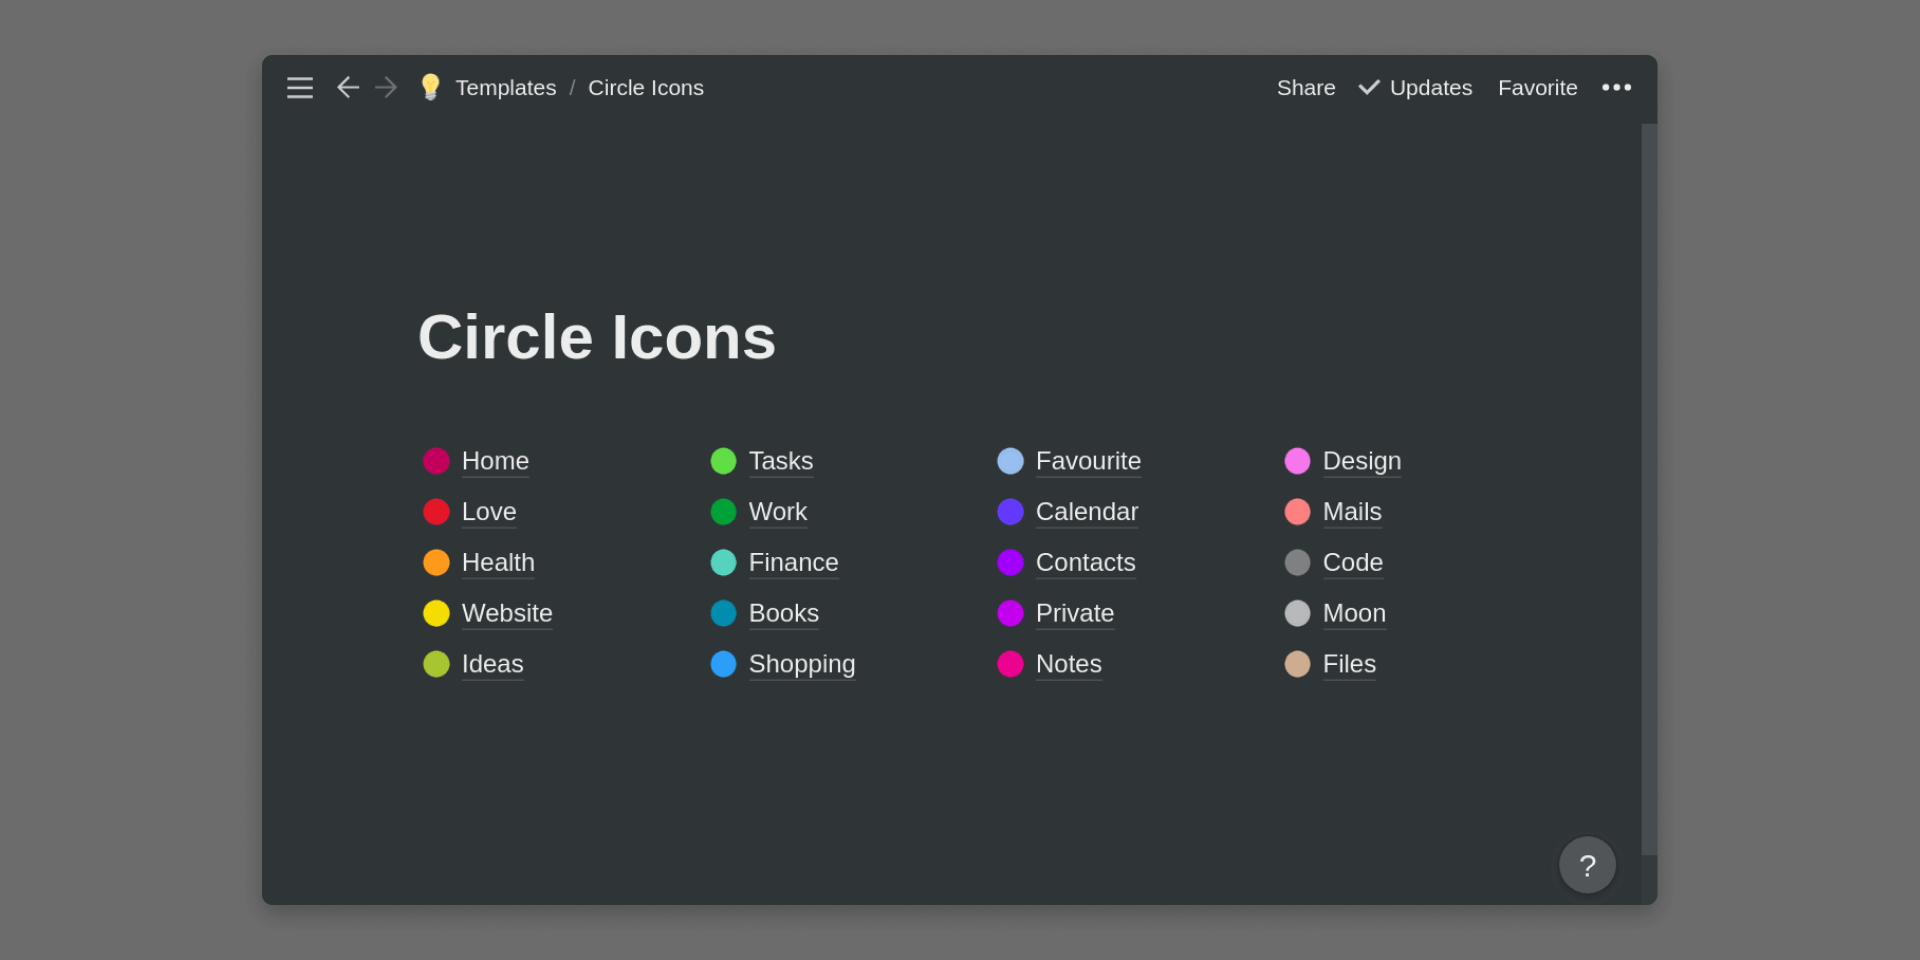 Templates / Circle Icons
Share Updates Favorite
Circle Icons
Home Tasks Favourite Design
Love Work Calendar Mails
Health Finance Contacts Code
Website Books Private Moon
Ideas Shopping Notes Files
?